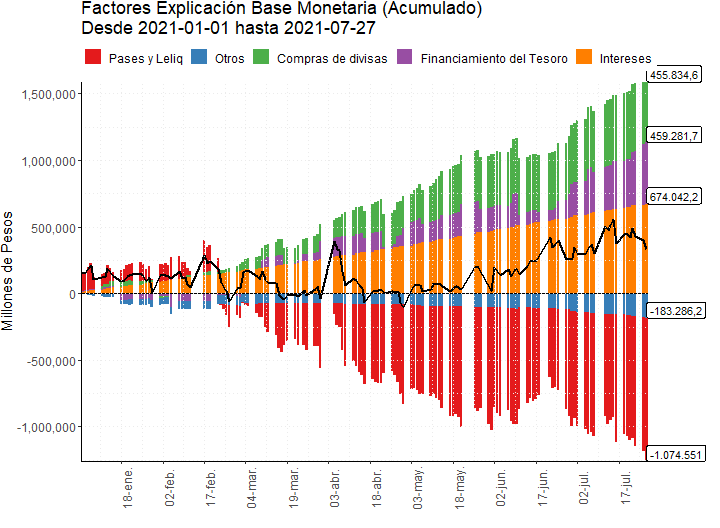 Factores Explicación Base Monetaria (Acumulado)
Desde 2021-01-01 hasta 2021-07-27
Pases y Leliq Otros Compras de divisas Financiamiento del Tesoro Intereses
Millones de Pesos
1,500,000
1,000,000
500,000
0
-500,000
-1,000,000
455.834,6
459.281,7
674.042,2
-183.286,2
-1.074.551
18-ene. 02-feb. 17-feb. 04-mar. 19-mar. 03-abr. 18-abr. 03-may. 18-may. 02-jun. 17-jun. 02-jul. 17-jul.